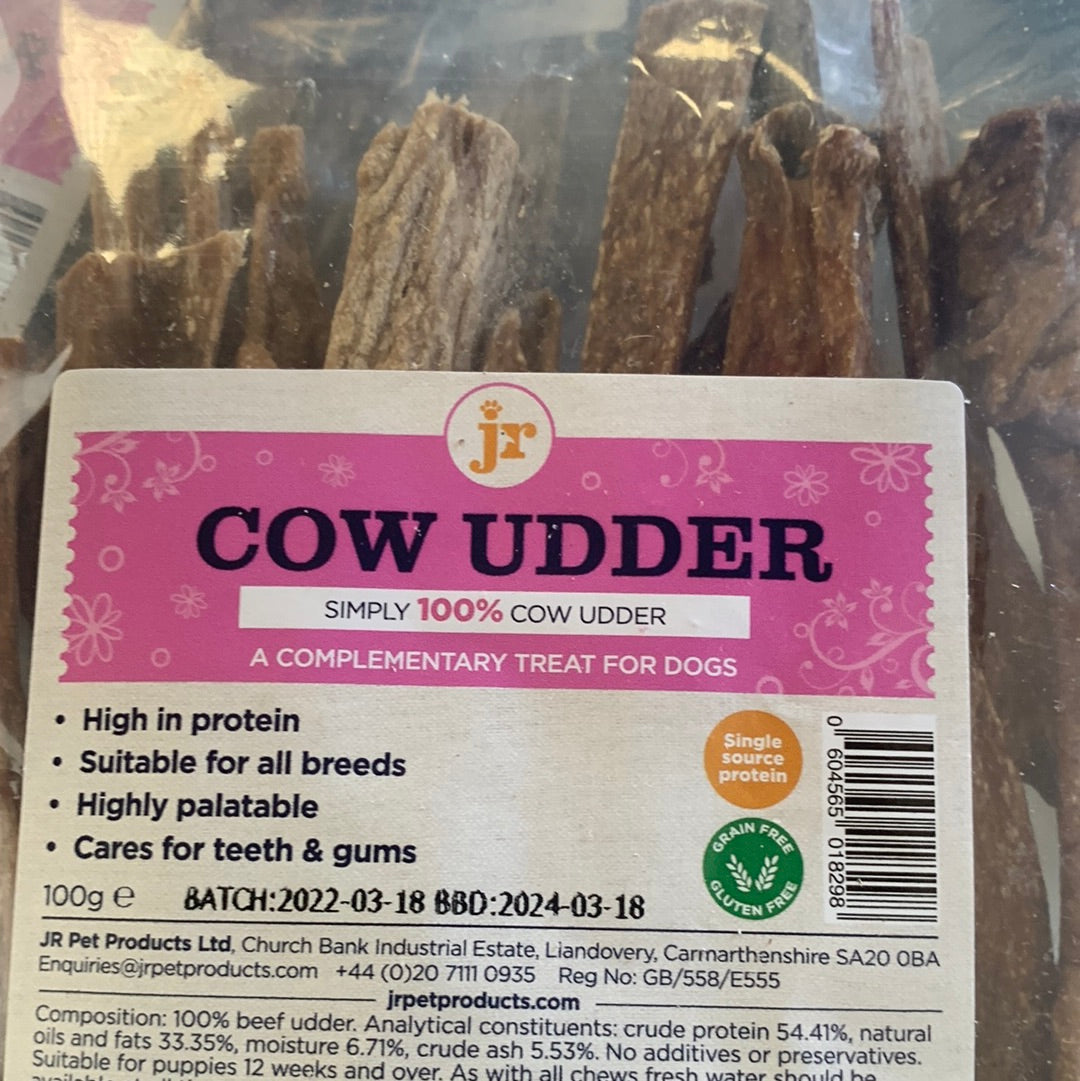 jr
COW UDDER
SIMPLY 100% COW UDDER
A COMPLEMENTARY TREAT FOR DOGS
• High in protein
• Suitable for all breeds
• Highly palatable
• Cares for teeth & gums
Single
source
protein
GRAIN FREE
GLUTEN FREE
0 604565 018298
100g e BATCH:2022-03-18 BBD:2024-03-18
JR Pet Products Ltd, Church Bank Industrial Estate, Liandovery, Carmarthenshire SA20 0BA
Enquiries@jrpetproducts.com +44 (0)20 7111 0935 Reg No: GB/558/E555
jrpetproducts.com
Composition: 100% beef udder. Analytical constituents: crude protein 54.41%, natural
oils and fats 33.35%, moisture 6.71%, crude ash 5.53%. No additives or preservatives.
Suitable for puppies 12 weeks and over. As with all chews fresh water should be